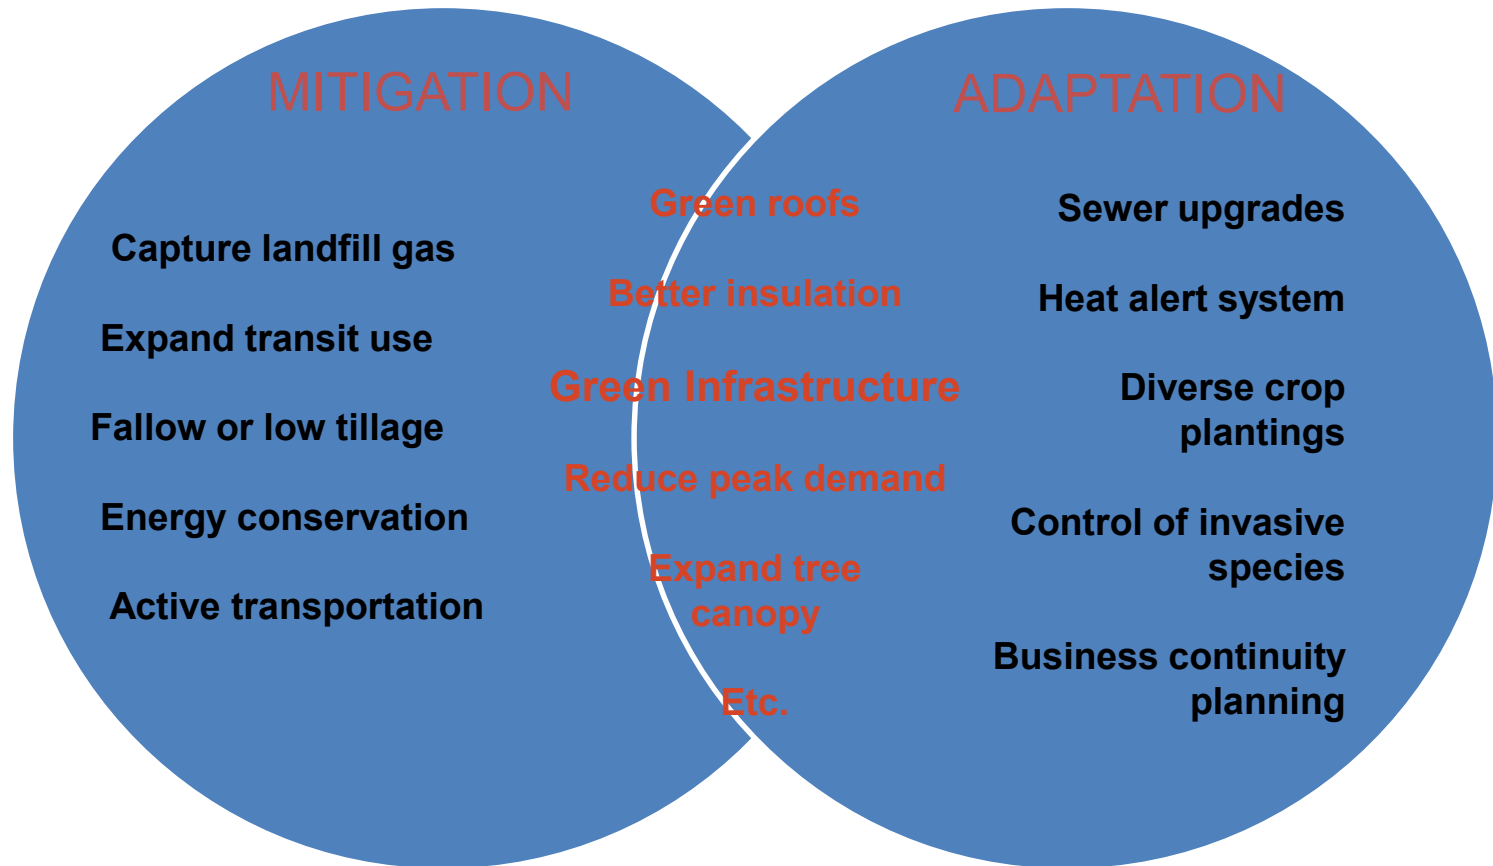 MITIGATION
ADAPTATION
Capture landfill gas
Expand transit use
Fallow or low tillage
Energy conservation
Active transportation
Green roofs
Better insulation
Green Infrastructure
Reduce peak demand
Expand tree
canopy
Etc.
Sewer upgrades
Heat alert system
Diverse crop
plantings
Control of invasive
species
Business continuity
planning